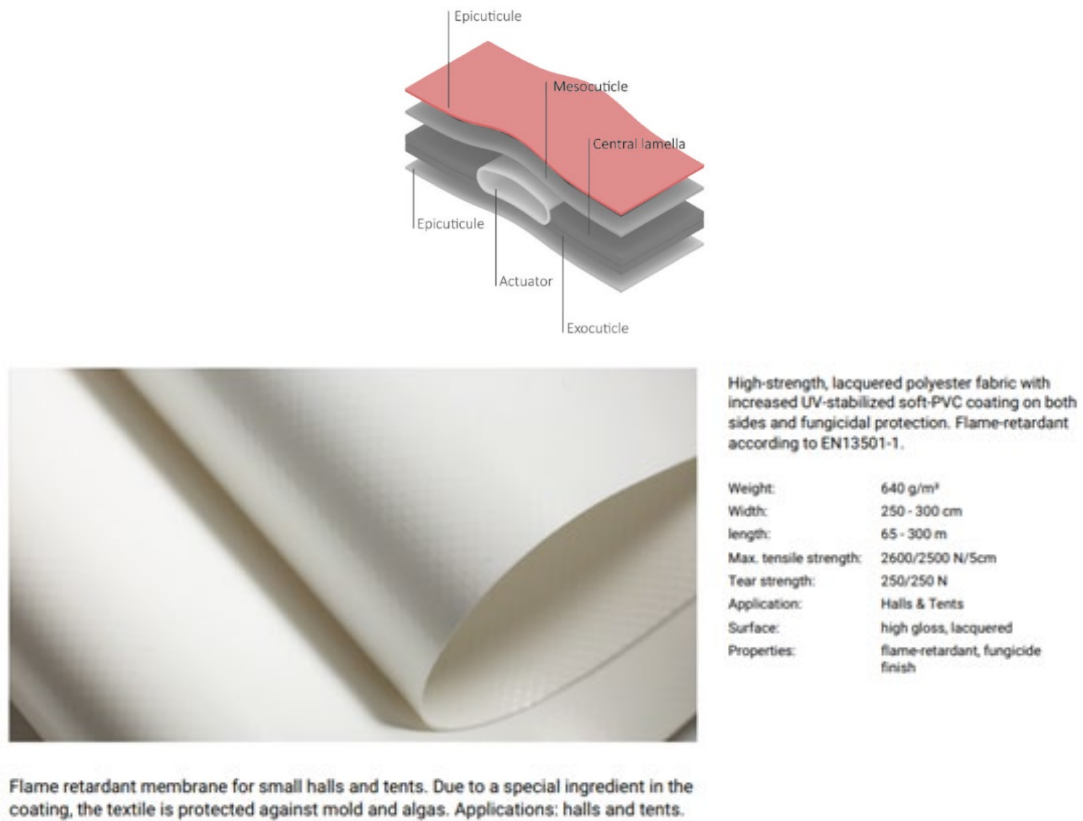 Epicuticule
Mesocuticle
Central lamella
Epicuticule
Actuator
Exocuticle
High-strength, lacquered polyester fabric with
increased UV-stabilized soft-PVC coating on both
sides and fungicidal protection. Flame-retardant
according to EN13501-1.
Weight: 640 g/m²
Width: 250 - 300 cm
length: 65 - 300 m
Max. tensile strength: 2600/2500 N/5cm
Tear strength: 250/250 N
Application: Halls & Tents
Surface: high gloss, lacquered
Properties: flame-retardant, fungicide
finish
Flame retardant membrane for small halls and tents. Due to a special ingredient in the
coating, the textile is protected against mold and algas. Applications: halls and tents.